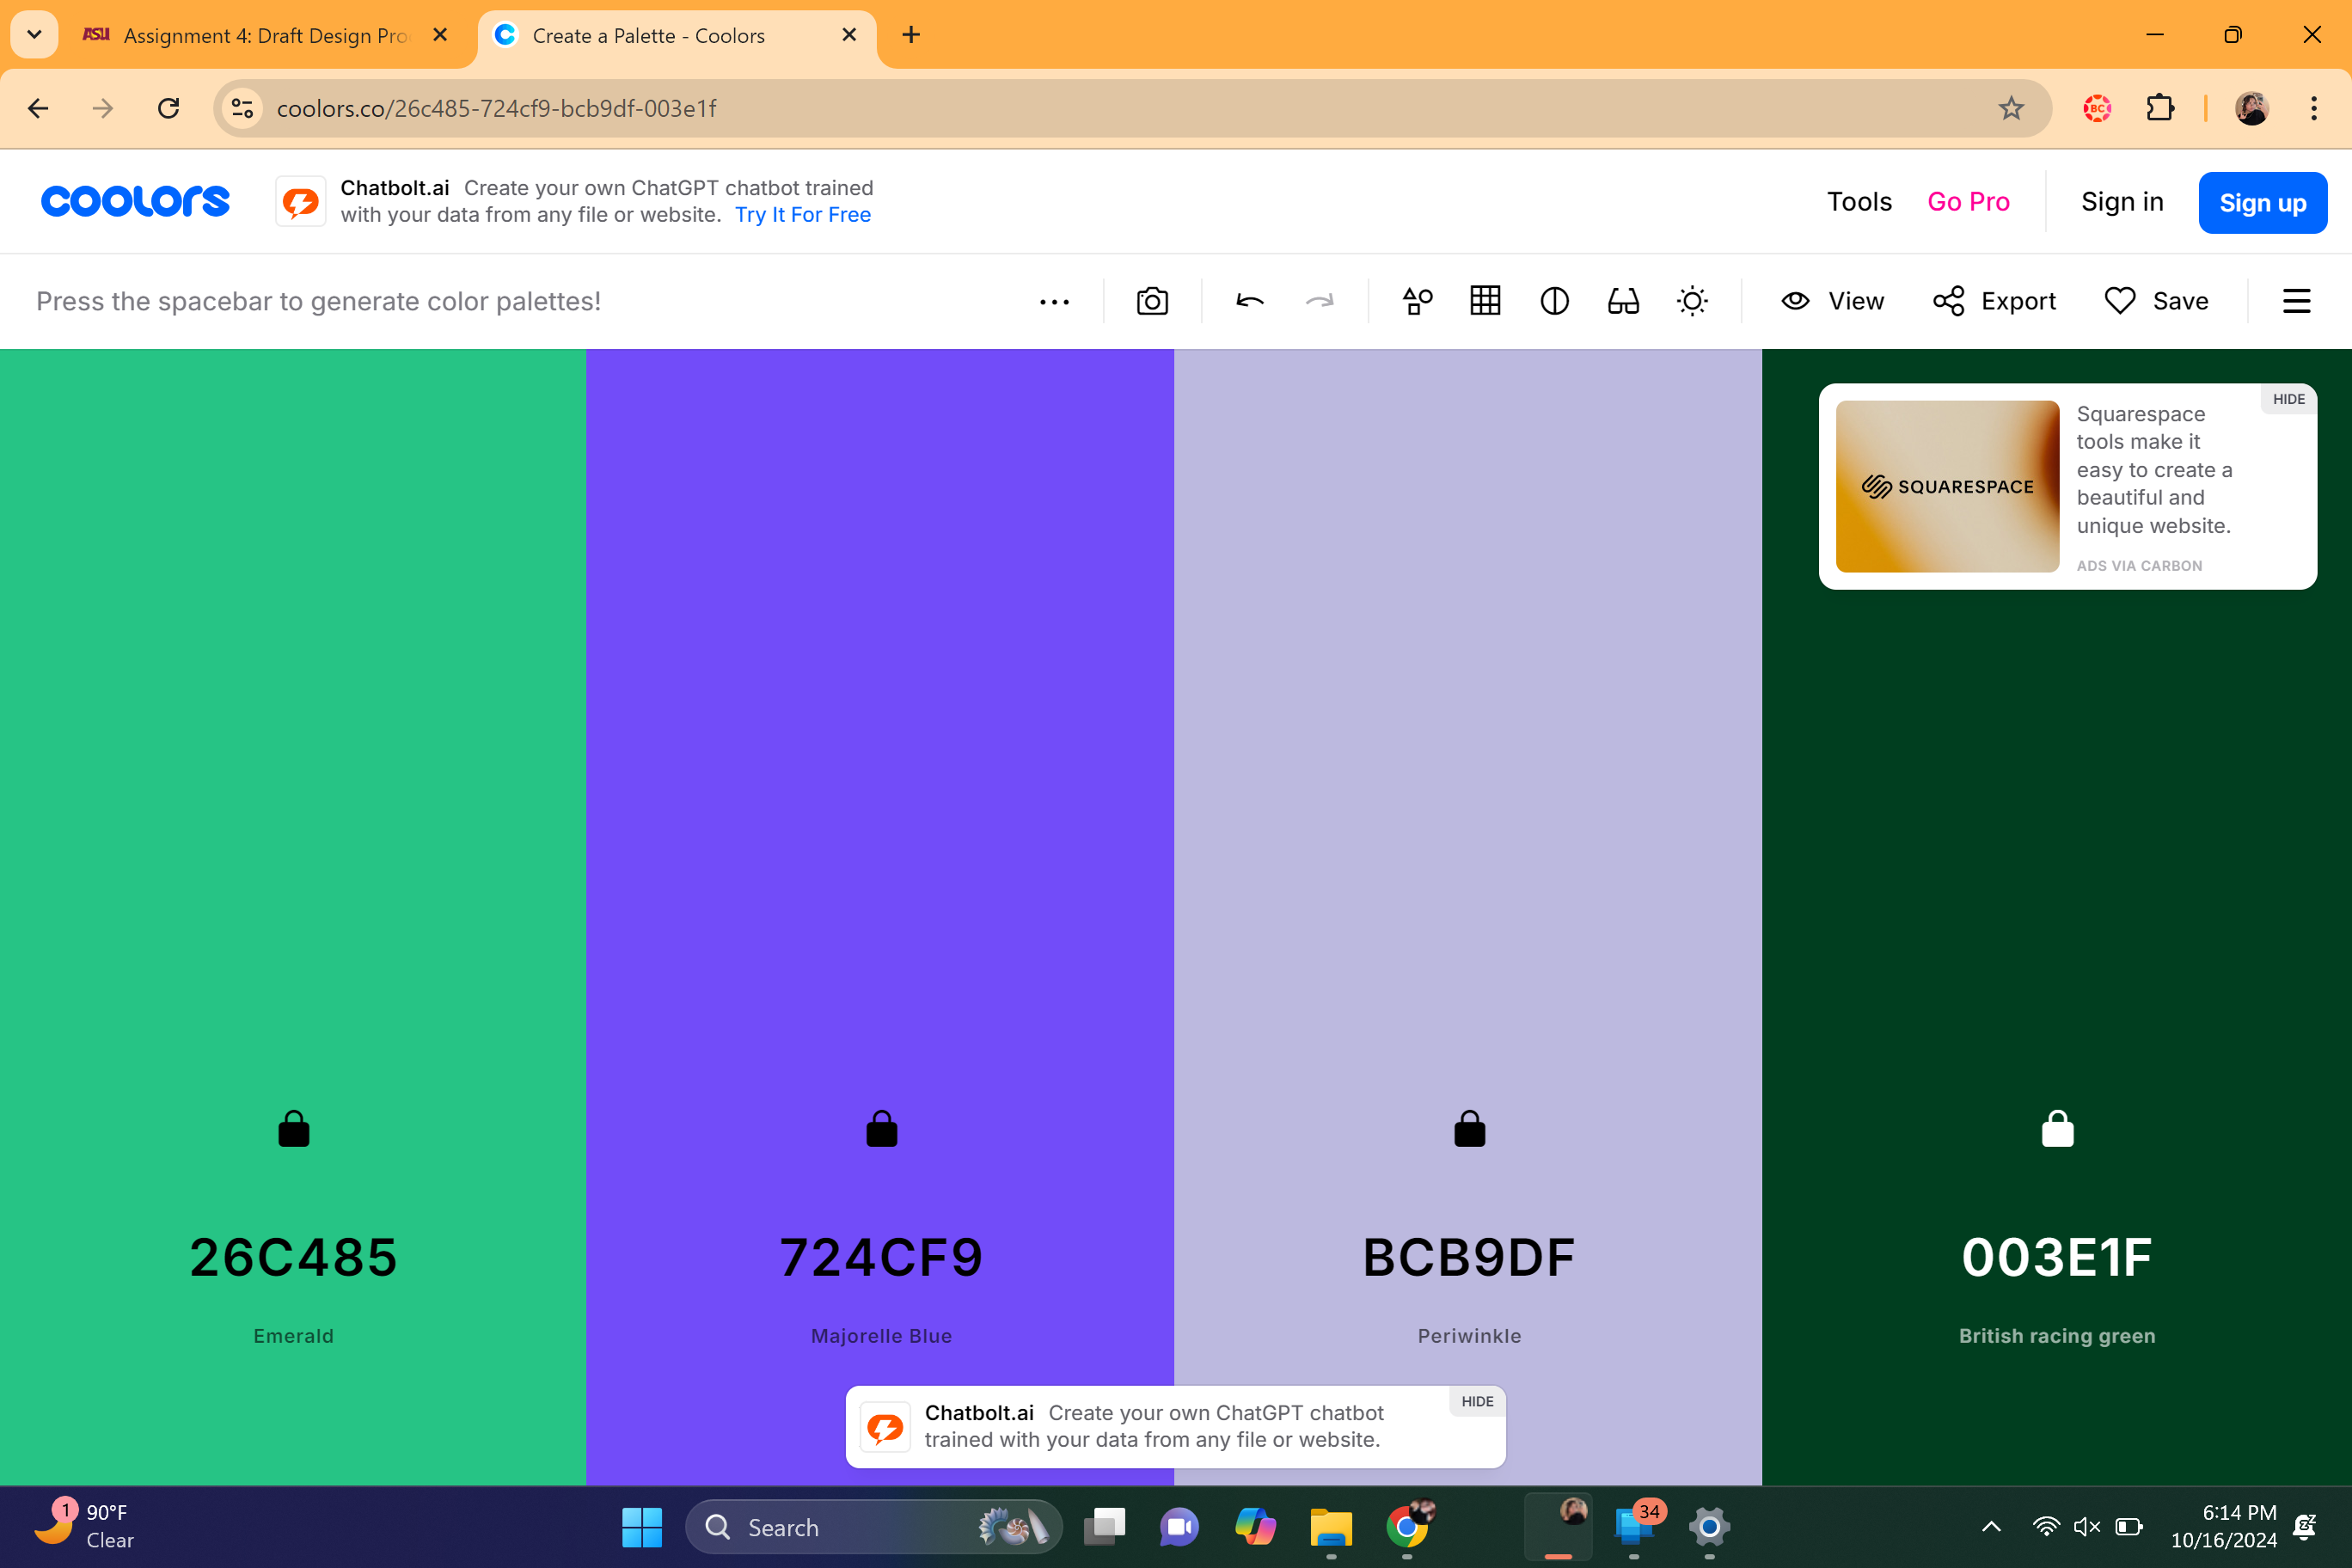 ASU Assignment 4: Draft Design Pro
Create a Palette - Coolors
coolors.co/26c485-724cf9-bcb9df-003e1f
BC
coolors
Chatbolt.ai Create your own ChatGPT chatbot trained
with your data from any file or website. Try It For Free
Tools
Go Pro
Sign in
Sign up
Press the spacebar to generate color palettes!
View
Export
Save
HIDE
SQUARESPACE
Squarespace
tools make it
easy to create a
beautiful and
unique website.
ADS VIA CARBON
26C485
724CF9
BCB9DF
003E1F
Emerald
Majorelle Blue
Periwinkle
British racing green
HIDE
Chatbolt.ai Create your own ChatGPT chatbot
trained with your data from any file or website.
1
90°F
Clear
Search
34
6:14 PM
10/16/2024